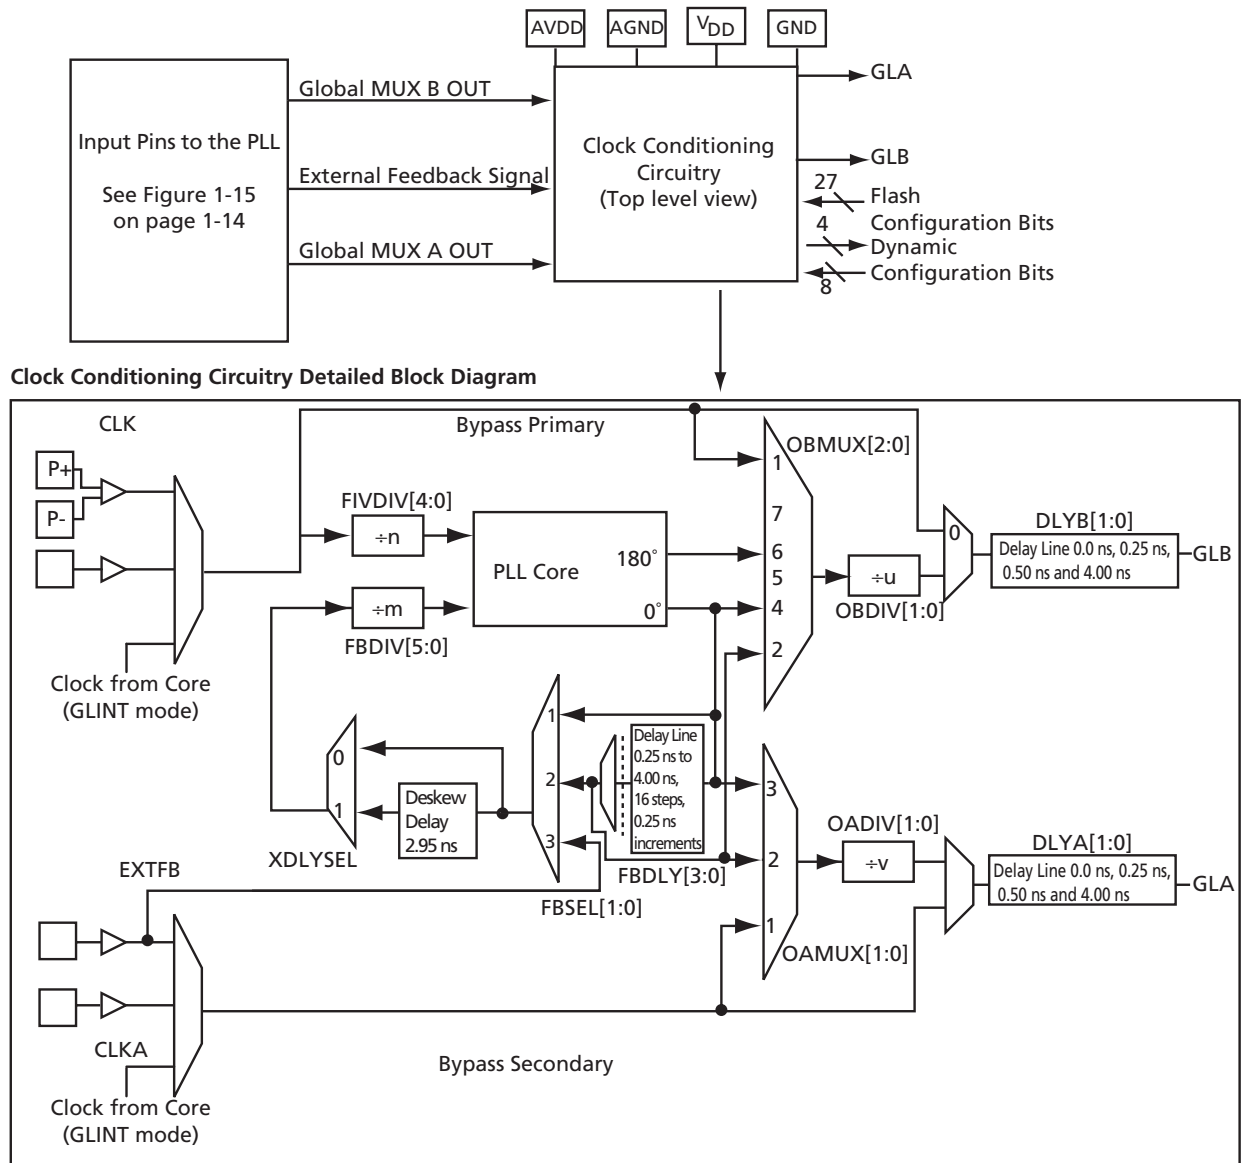 AVDD
AGND
VDD
GND
GLA
Global MUX B OUT
Input Pins to the PLL
See Figure 1-15
on page 1-14
Clock Conditioning
Circuitry
(Top level view)
GLB
External Feedback Signal
27
Flash
Configuration Bits
4
Dynamic
Configuration Bits
8
Global MUX A OUT
Clock Conditioning Circuitry Detailed Block Diagram
CLK
Bypass Primary
P+
P-
OBMUX[2:0]
1
7
6
5
4
2
FIVDIV[4:0]
÷n
PLL Core
180°
0°
÷m
FBDIV[5:0]
0
DLYB[1:0]
Delay Line 0.0 ns, 0.25 ns,
0.50 ns and 4.00 ns
GLB
÷u
OBDIV[1:0]
Clock from Core
(GLINT mode)
1
2
3
Delay Line
0.25 ns to
4.00 ns,
16 steps,
0.25 ns
increments
0
1
Deskew
Delay
2.95 ns
XDLYSEL
FBDLY[3:0]
FBSEL[1:0]
3
2
1
OADIV[1:0]
÷v
DLYA[1:0]
Delay Line 0.0 ns, 0.25 ns,
0.50 ns and 4.00 ns
GLA
OAMUX[1:0]
EXTFB
CLKA
Bypass Secondary
Clock from Core
(GLINT mode)